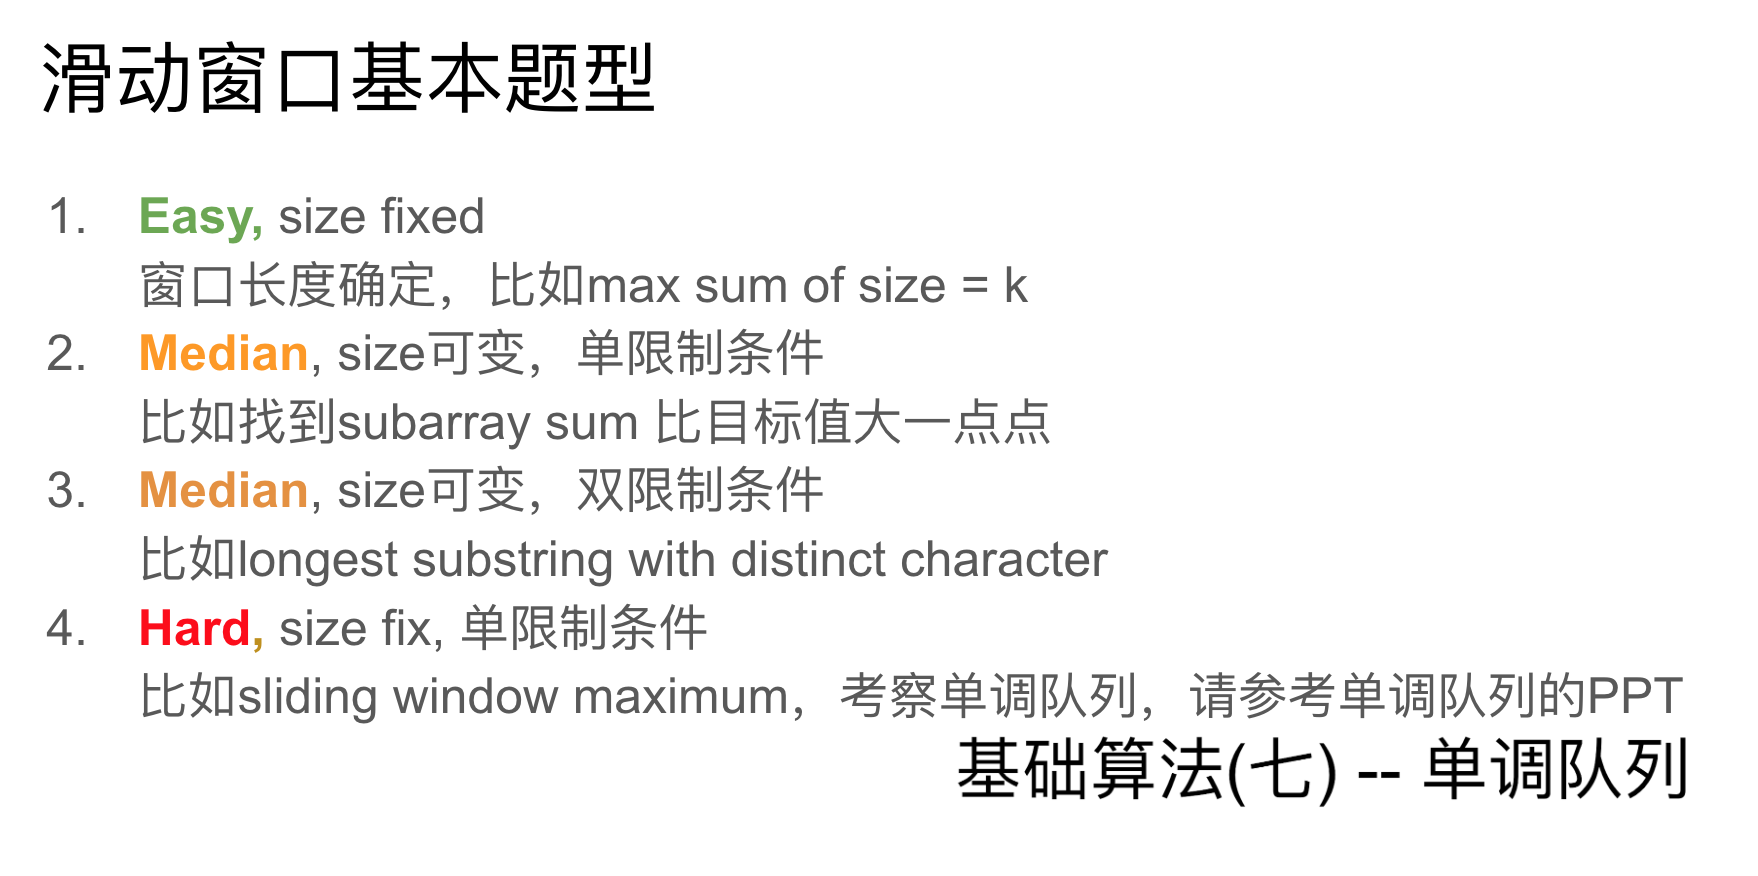 滑动窗口基本题型
1. Easy, size fixed
窗口长度确定，比如max sum of size = k
2. Median, size可变，单限制条件
比如找到subarray sum 比目标值大一点点
3. Median, size可变，双限制条件
比如longest substring with distinct character
4. Hard, size fix, 单限制条件
比如sliding window maximum，考察单调队列，请参考单调队列的PPT
基础算法(七) -- 单调队列